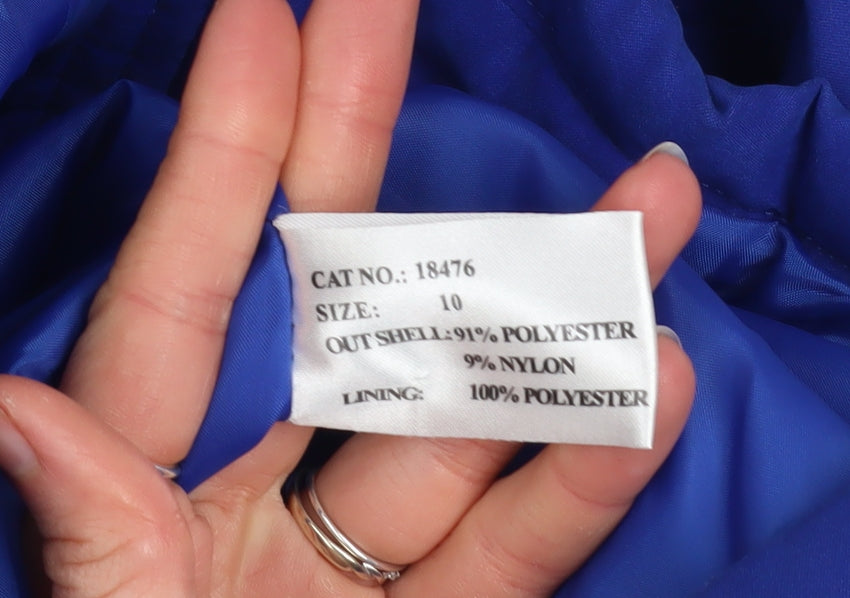 CAT NO.: 18476
SIZE: 10
OUT SHELL: 91% POLYESTER
9% NYLON
LINING: 100% POLYESTER